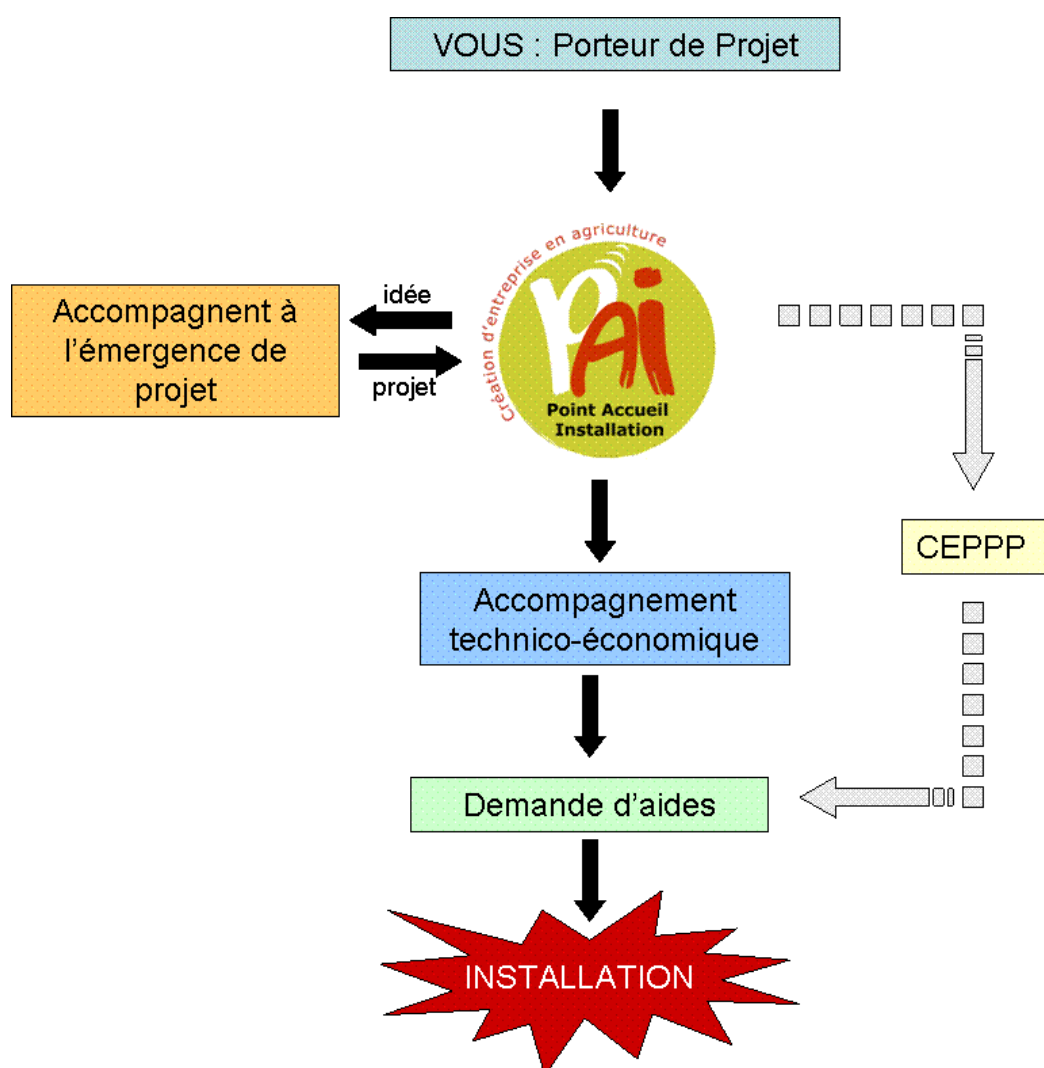 VOUS : Porteur de Projet
Création d'entreprise en agriculture
PAi
Point Accueil
Installation
idée
projet
Accompagnent à
l'émergence de
projet
CEPPP
Accompagnement
technico-économique
Demande d'aides
INSTALLATION